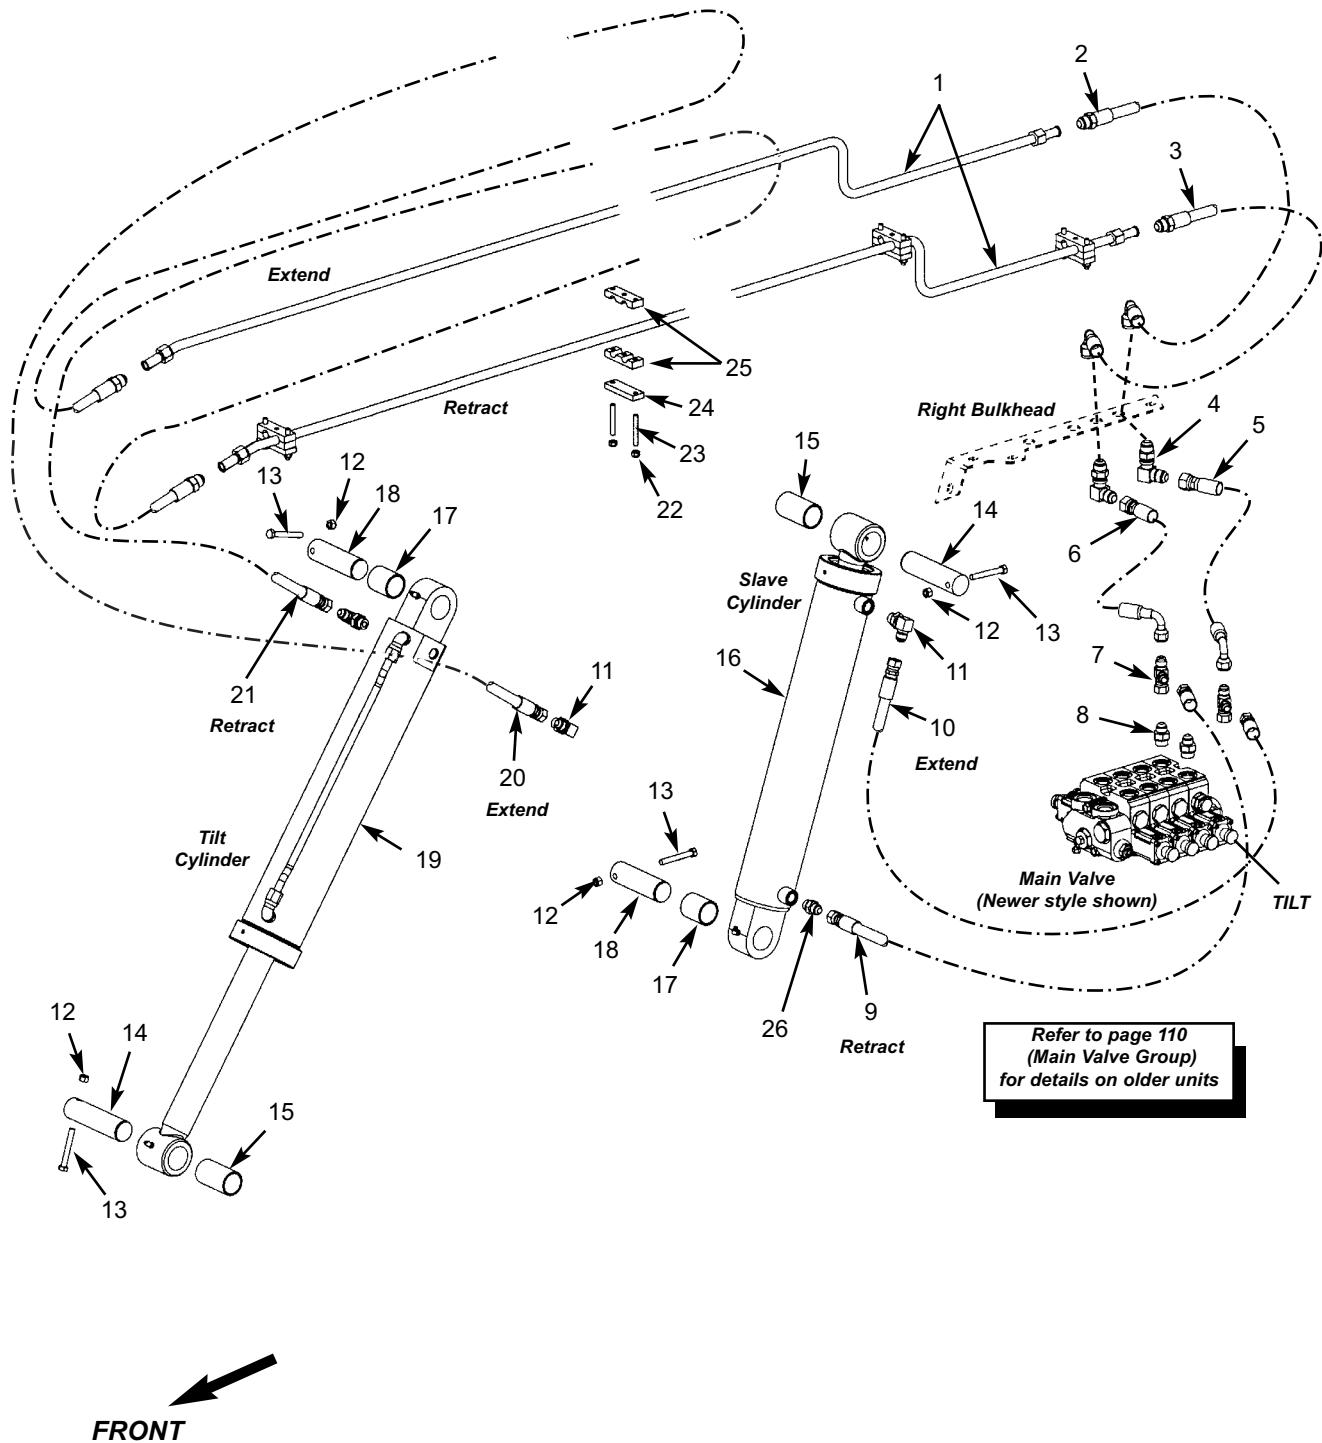 2
1
3
Extend
25
Retract
24
Right Bulkhead
4
15
5
12
23
13
18
22
17
14
6
Slave
Cylinder
12
13
7
16
11
21
11
Retract
8
10
20
Extend
Extend
13
Tilt
Cylinder
19
Main Valve
(Newer style shown)
TILT
12
18
17
12
26
9
14
Retract
Refer to page 110
(Main Valve Group)
for details on older units
15
13
FRONT